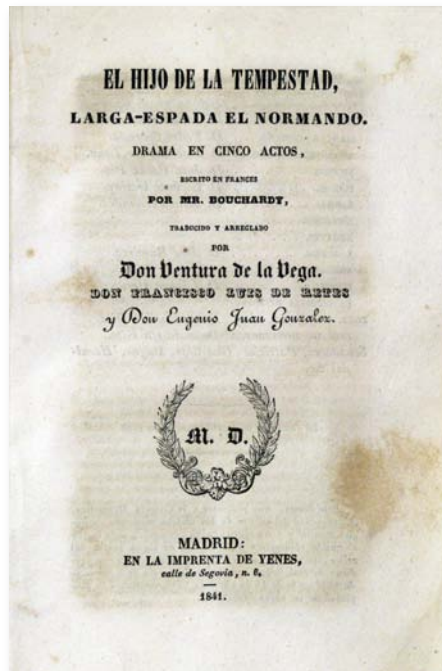 EL HIJO DE LA TEMPESTAD,
LARGA-ESPADA EL NORMANDO.
DRAMA EN CINCO ACTOS,
ESCRITO EN FRANCES
POR MR. BOUCHARDY,
TRADUCIDO Y ARREGLADO
POR
Don Ventura de la Vega.
DON FRANCISCO LUIS DE RETES
y Don Eugenio Juan Gonzalez.
M. D.
MADRID:
EN LA IMPRENTA DE YENES,
calle de Segovia, n. 6.
1841.